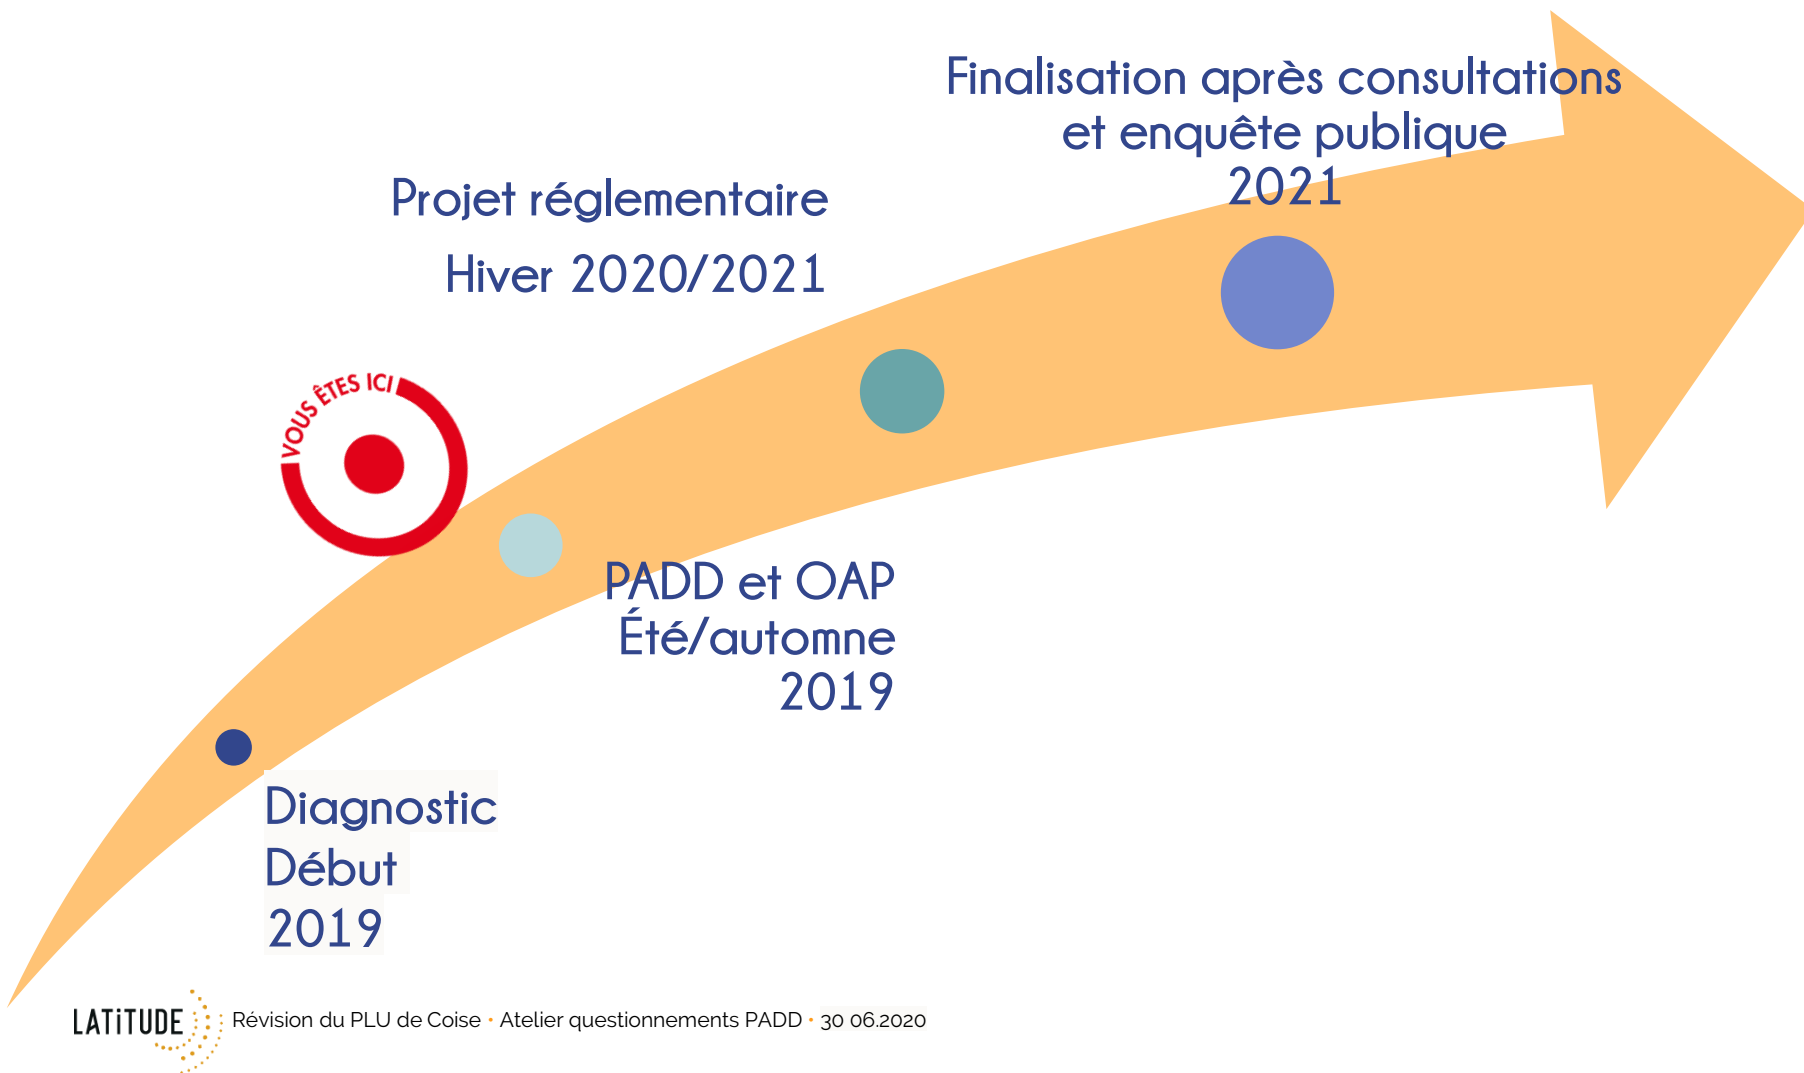 Finalisation après consultations
et enquête publique
2021
Projet réglementaire
Hiver 2020/2021
VOUS ÊTES ICI
PADD et OAP
Été/automne
2019
Diagnostic
Début
2019
LATiTUDE
Révision du PLU de Coise • Atelier questionnements PADD • 30 06.2020